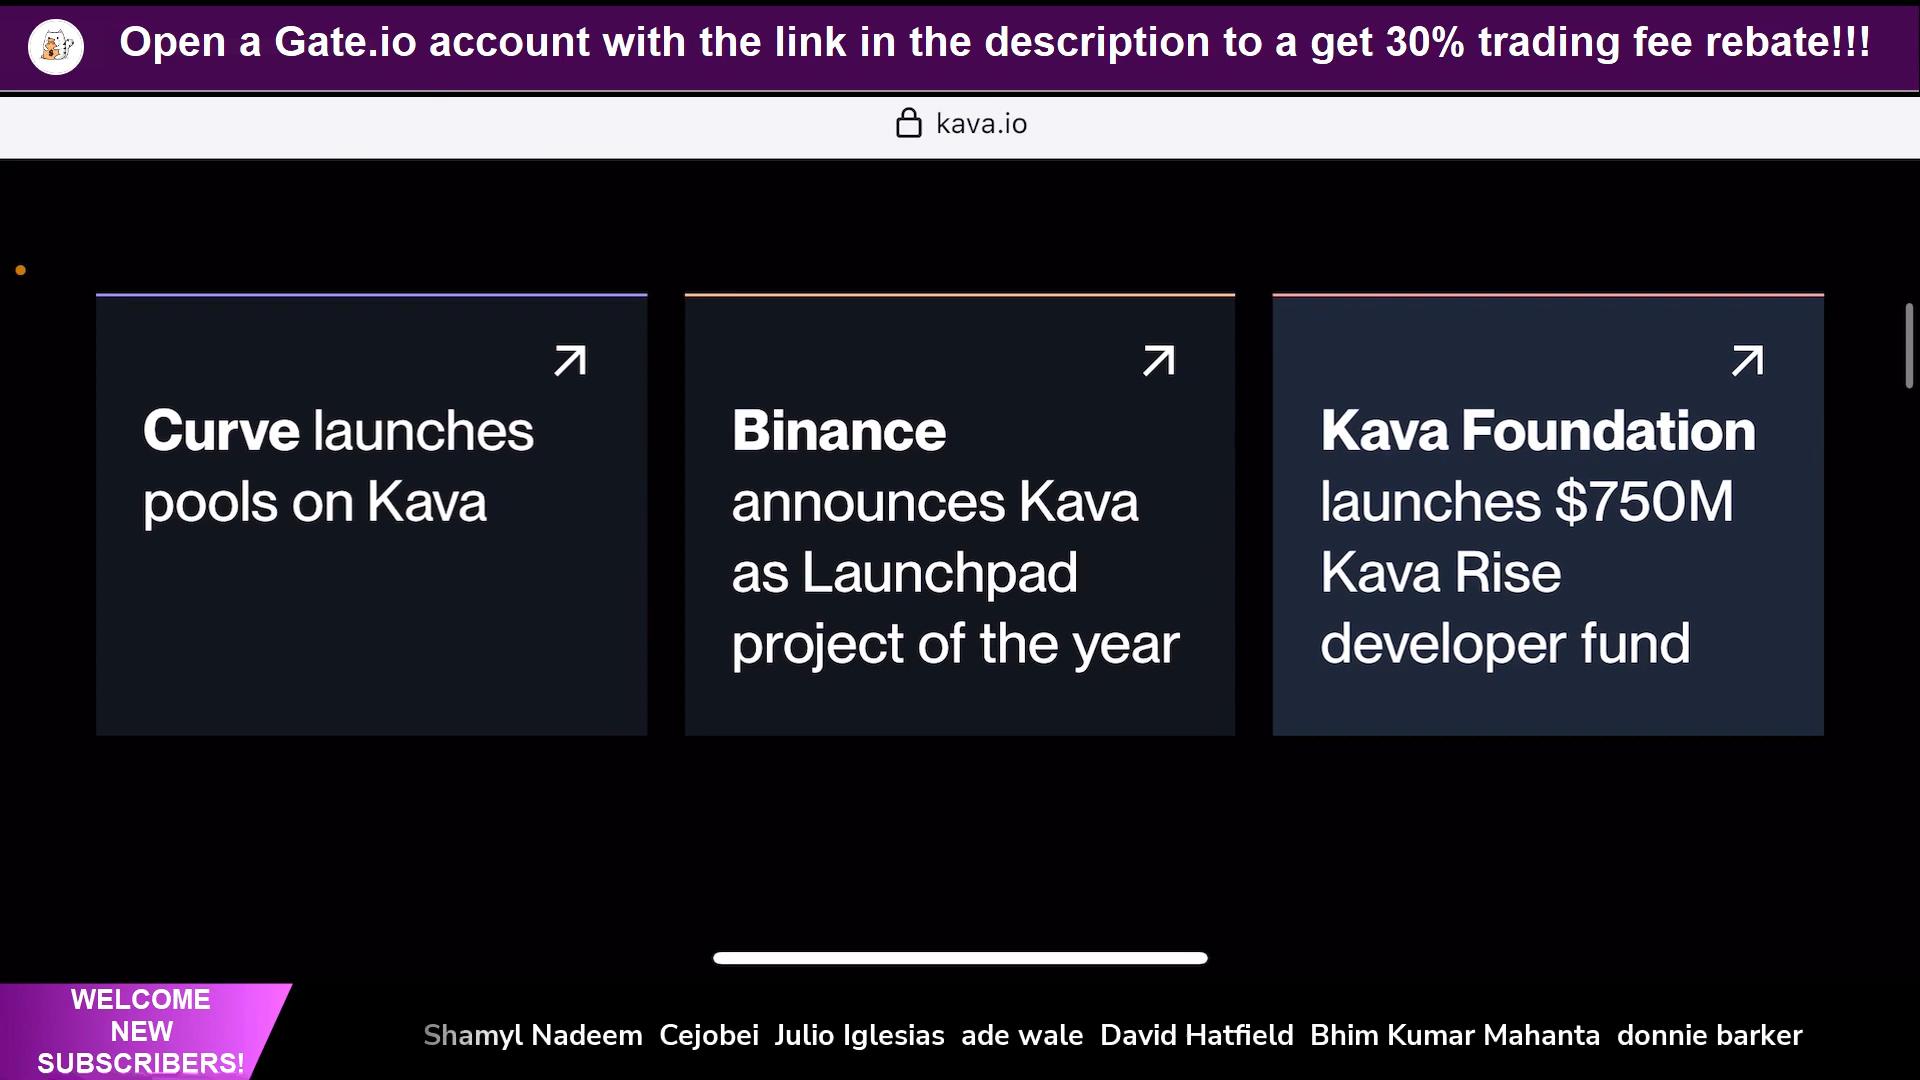 Open a Gate.io account with the link in the description to a get 30% trading fee rebate!!!
kava.io
Curve launches
pools on Kava
Binance
announces Kava
as Launchpad
project of the year
Kava Foundation
launches $750M
Kava Rise
developer fund
WELCOME
NEW
SUBSCRIBERS!
Shamyl Nadeem Cejobei Julio Iglesias ade wale David Hatfield Bhim Kumar Mahanta donnie barker